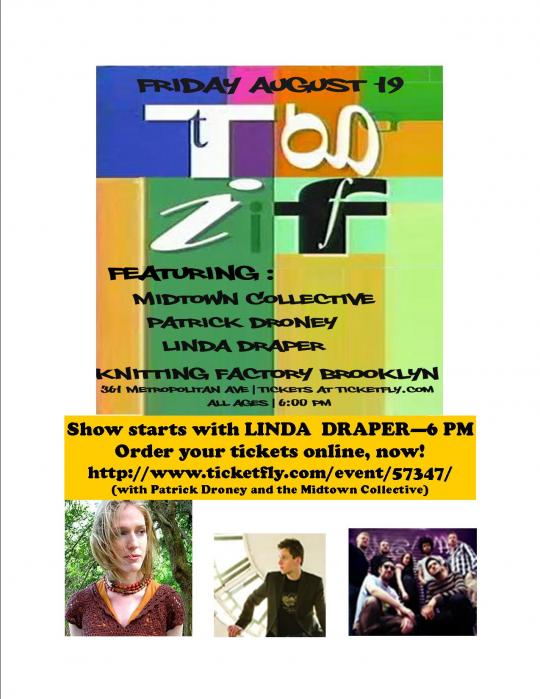 FRIDAY AUGUST 19
FEATURING :
MIDTOWN COLLECTIVE
PATRICK DRONEY
LINDA DRAPER
KNITTING FACTORY BROOKLYN
361 METROPOLITAN AVE | TICKETS AT TICKETFLY.COM
ALL AGES | 6:00 PM
Show starts with LINDA DRAPER—6 PM
Order your tickets online, now!
http://www.ticketfly.com/event/57347/
(with Patrick Droney and the Midtown Collective)